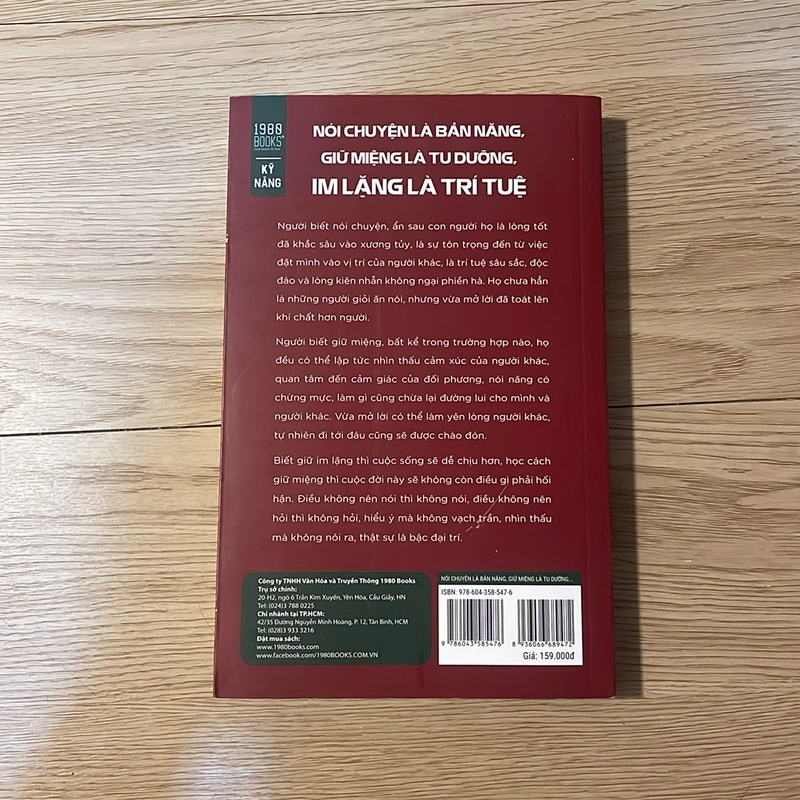 1980
BOOKS
KỸ
NĂNG
NÓI CHUYỆN LÀ BẢN NĂNG,
GIỮ MIỆNG LÀ TU DƯỠNG,
IM LẶNG LÀ TRÍ TUỆ
Người biết nói chuyện, ẩn sau con người họ là lòng tốt
đã khắc sâu vào xương tủy, là sự tôn trọng đến từ việc
đặt mình vào vị trí của người khác, là trí tuệ sâu sắc, độc
đáo và lòng kiên nhẫn không ngại phiền hà. Họ chưa hẳn
là những người giỏi ăn nói, nhưng vừa mở lời đã toát lên
khí chất hơn người.
Người biết giữ miệng, bất kể trong trường hợp nào, họ
đều có thể lập tức nhìn thấu cảm xúc của người khác,
quan tâm đến cảm giác của đối phương, nói năng có
chừng mực, làm gì cũng chừa lại đường lui cho mình và
người khác. Vừa mở lời có thể làm yên lòng người khác,
tự nhiên đi tới đâu cũng sẽ được chào đón.
Biết giữ im lặng thì cuộc sống sẽ dễ chịu hơn, học cách
giữ miệng thì cuộc đời này sẽ không còn điều gì phải hối
hận. Điều không nên nói thì không nói, điều không nên
hỏi thì không hỏi, hiểu ý mà không vạch trần, nhìn thấu
mà không nói ra, thật sự là bậc đại trí.
Công ty TNHH Văn Hóa và Truyền Thông 1980 Books
Trụ sở chính:
20-H2, ngõ 6 Trần Kim Xuyến, Yên Hòa, Cầu Giấy, HN
Tel: (024)3 788 0225
Chi nhánh tại TP.HCM:
42/35 Đường Nguyễn Minh Hoàng, P. 12, Tân Bình, HCM
Tel: (028)3 933 3216
Đặt mua sách:
www.1980books.com
www.facebook.com/1980BOOKS.COM.VN
NÓI CHUYỆN LÀ BẢN NĂNG, GIỮ MIỆNG LÀ TU DƯỠNG...
ISBN: 978-604-358-547-6
9 786043 585476 8 936066 689472
Giá: 159.000đ